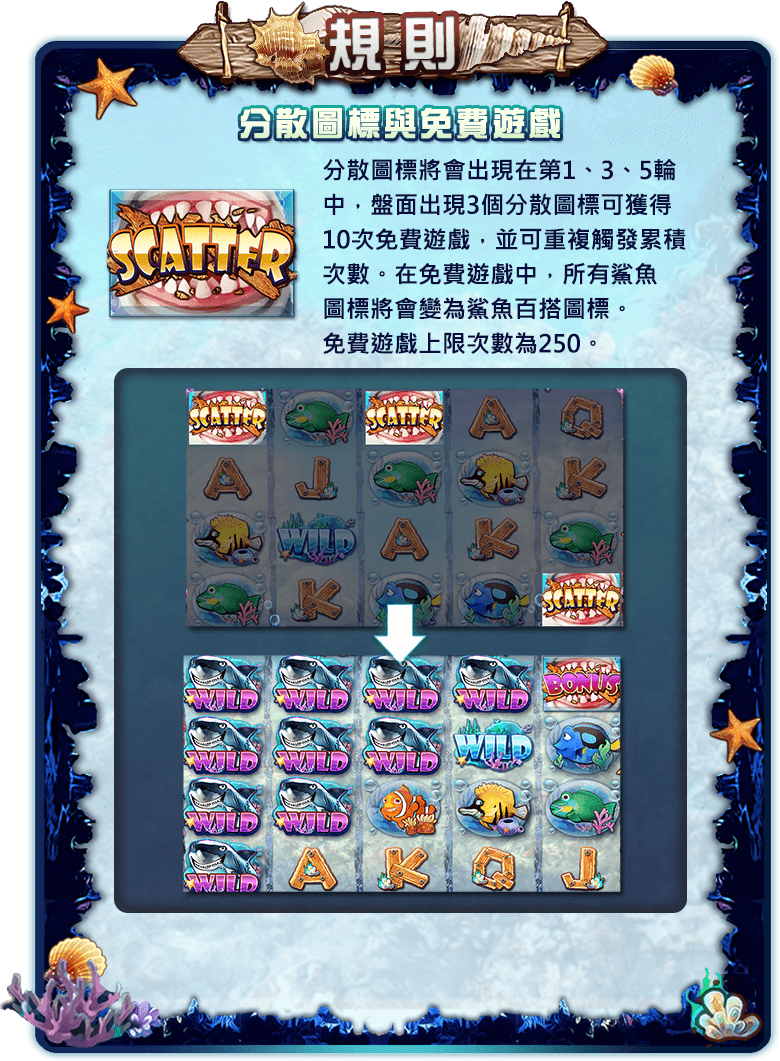 規則
分散圖標與免費遊戲
分散圖標將會出現在第1、3、5輪
中，盤面出現3個分散圖標可獲得
10次免費遊戲，並可重複觸發累積
次數。在免費遊戲中，所有鯊魚
圖標將會變為鯊魚百搭圖標。
免費遊戲上限次數為250。
SCATTER
SCATTER SCATTER A Q
A J K
WILD A K
K SCATTER
WILD WILD WILD WILD BONUS
WILD WILD WILD WILD
WILD WILD
WILD A K Q J